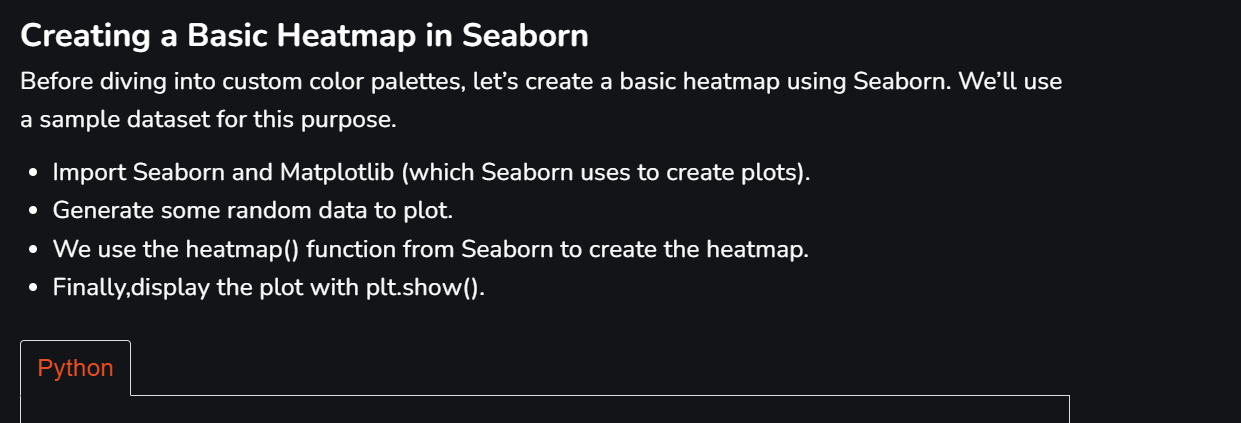 Creating a Basic Heatmap in Seaborn
Before diving into custom color palettes, let’s create a basic heatmap using Seaborn. We’ll use
a sample dataset for this purpose.
• Import Seaborn and Matplotlib (which Seaborn uses to create plots).
• Generate some random data to plot.
• We use the heatmap() function from Seaborn to create the heatmap.
• Finally,display the plot with plt.show().
Python